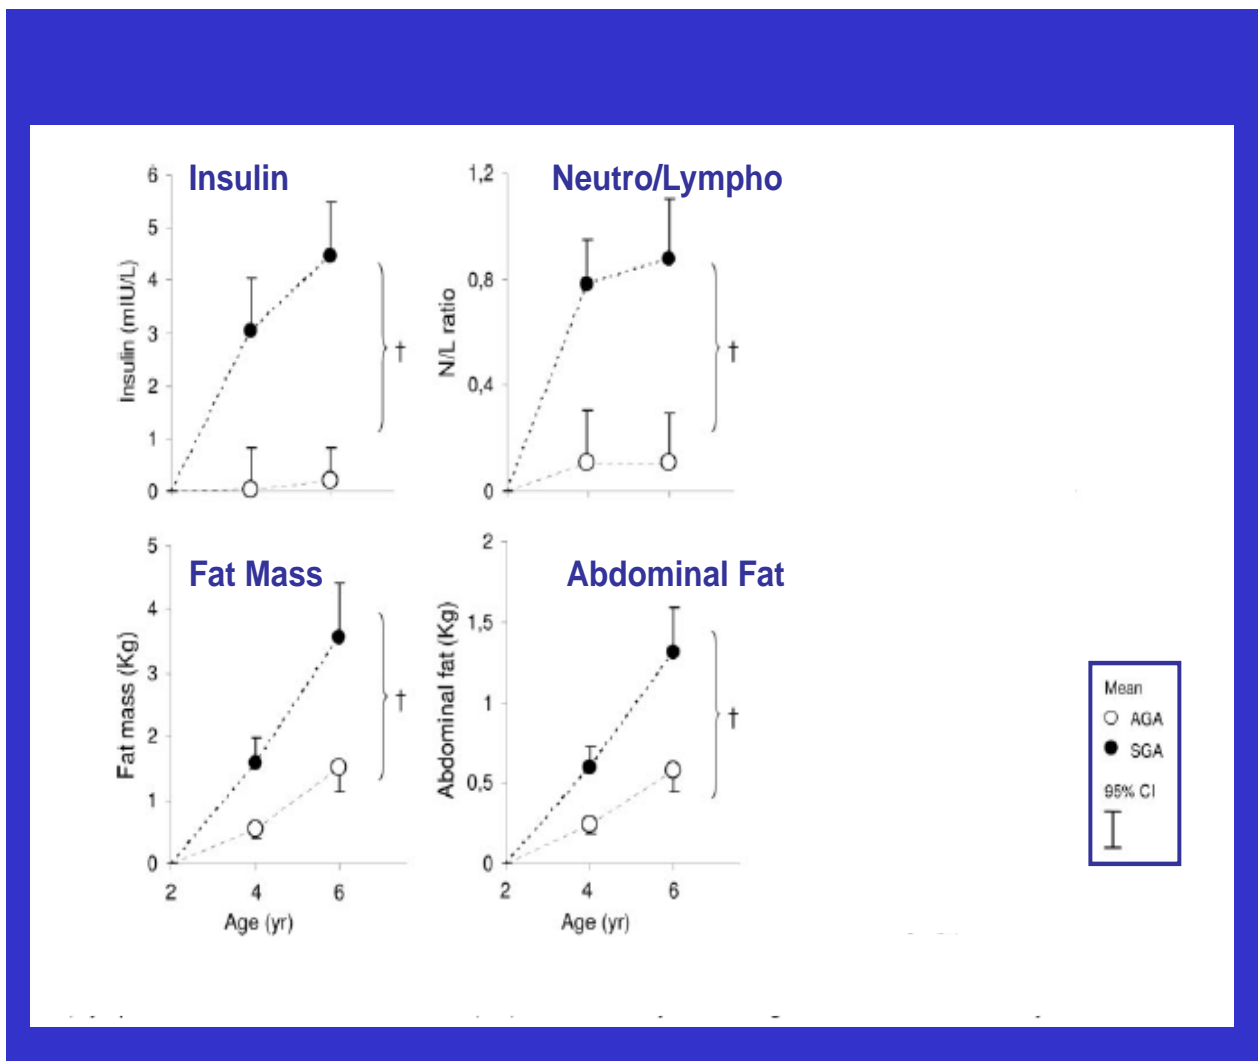 Insulin
Neutro/Lympho
6
5
4
3
2
1
0
Insulin (mIU/L)
†
1,2
0,8
0,4
0
N/L ratio
†
Fat Mass
Abdominal Fat
5
4
3
2
1
0
Fat mass (Kg)
†
2
4
6
Age (yr)
2
1,5
1
0,5
0
Abdominal fat (Kg)
†
2
4
6
Age (yr)
Mean
AGA
SGA
95% CI